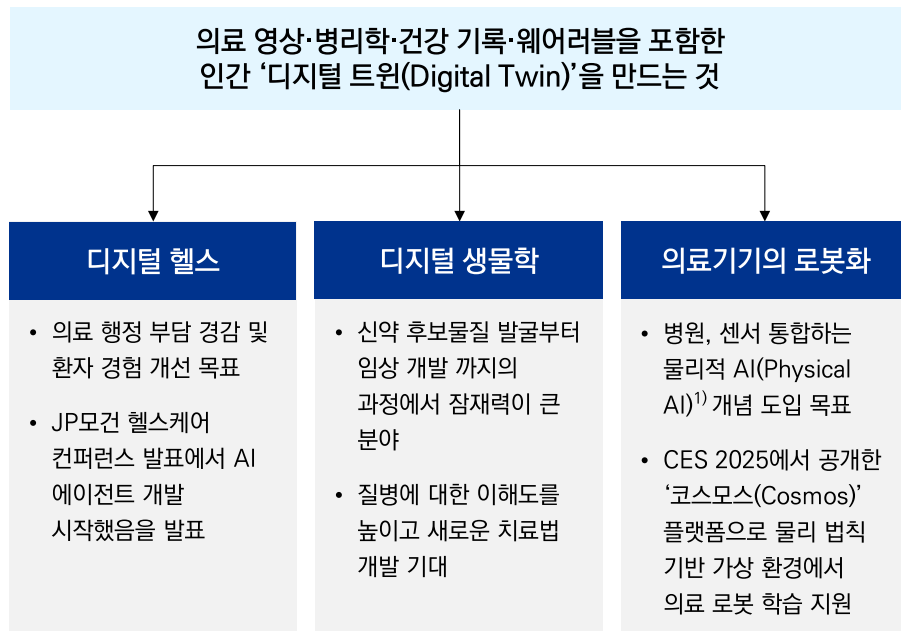 의료 영상·병리학·건강 기록·웨어러블을 포함한
인간 ‘디지털 트윈(Digital Twin)’을 만드는 것
디지털 헬스
• 의료 행정 부담 경감 및
환자 경험 개선 목표
• JP모건 헬스케어
컨퍼런스 발표에서 AI
에이전트 개발
시작했음을 발표
디지털 생물학
• 신약 후보물질 발굴부터
임상 개발 까지의
과정에서 잠재력이 큰
분야
• 질병에 대한 이해도를
높이고 새로운 치료법
개발 기대
의료기기의 로봇화
• 병원, 센서 통합하는
물리적 AI(Physical
AI)1) 개념 도입 목표
• CES 2025에서 공개한
‘코스모스(Cosmos)’
플랫폼으로 물리 법칙
기반 가상 환경에서
의료 로봇 학습 지원